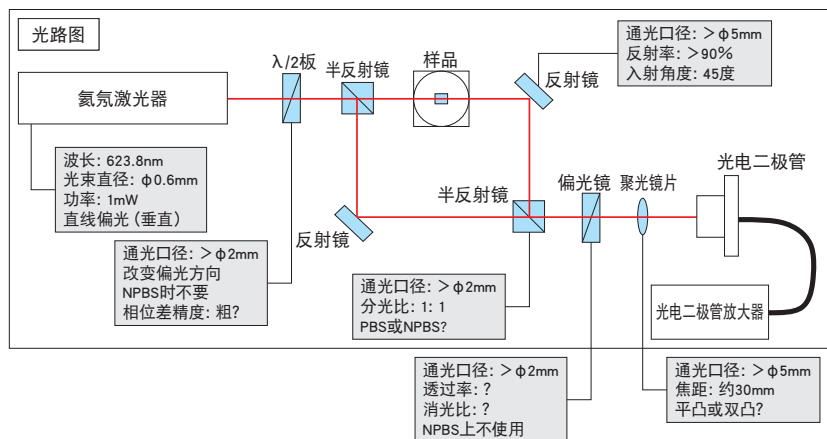 光路图
氦氖激光器
λ/2板
半反射镜
样品
反射镜
通光口径: >φ5mm
反射率: >90%
入射角度: 45度
波长: 623.8nm
光束直径: φ0.6mm
功率: 1mW
直线偏光 (垂直)
反射镜
半反射镜
偏光镜
聚光镜片
光电二极管
光电二极管放大器
通光口径: >φ2mm
改变偏光方向
NPBS时不要
相位差精度: 粗?
通光口径: >φ2mm
分光比: 1: 1
PBS或NPBS?
通光口径: >φ2mm
透过率: ?
消光比: ?
NPBS上不使用
通光口径: >φ5mm
焦距: 约30mm
平凸或双凸?